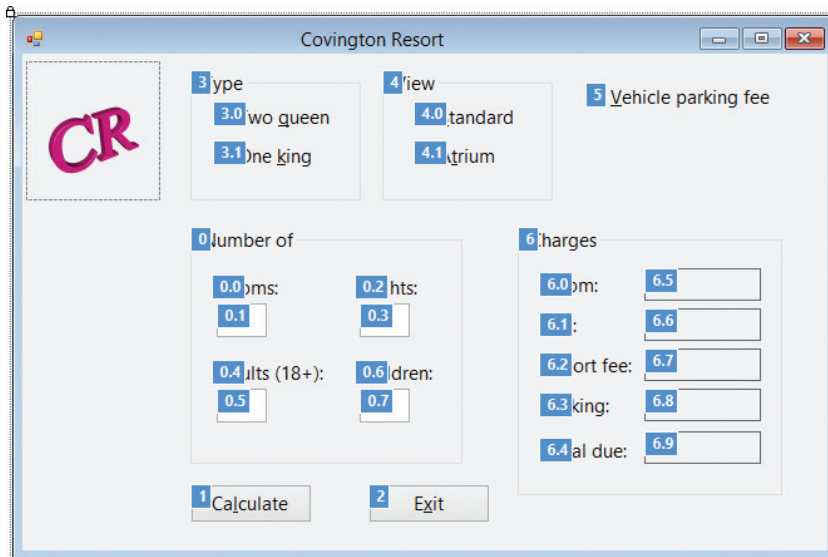 Covington Resort
CR
3 ype
4 iew
5 Vehicle parking fee
3.0 wo queen
4.0 tandard
3.1 ne king
4.1 trium
0 umber of
6 harges
0.0 oms:
0.2 hts:
6.0 om:
6.5
0.1
0.3
6.1 :
6.6
0.4 ults (18+):
0.6 ldren:
6.2 ort fee:
6.7
0.5
0.7
6.3 king:
6.8
6.4 al due:
6.9
1 Calculate
2 Exit